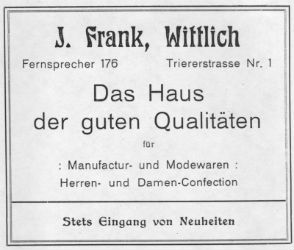 J. Frank, Wittlich
Fernsprecher 176 Triererstrasse Nr. 1
Das Haus
der guten Qualitäten
für
: Manufactur- und Modewaren :
Herren- und Damen-Confection
Stets Eingang von Neuheiten